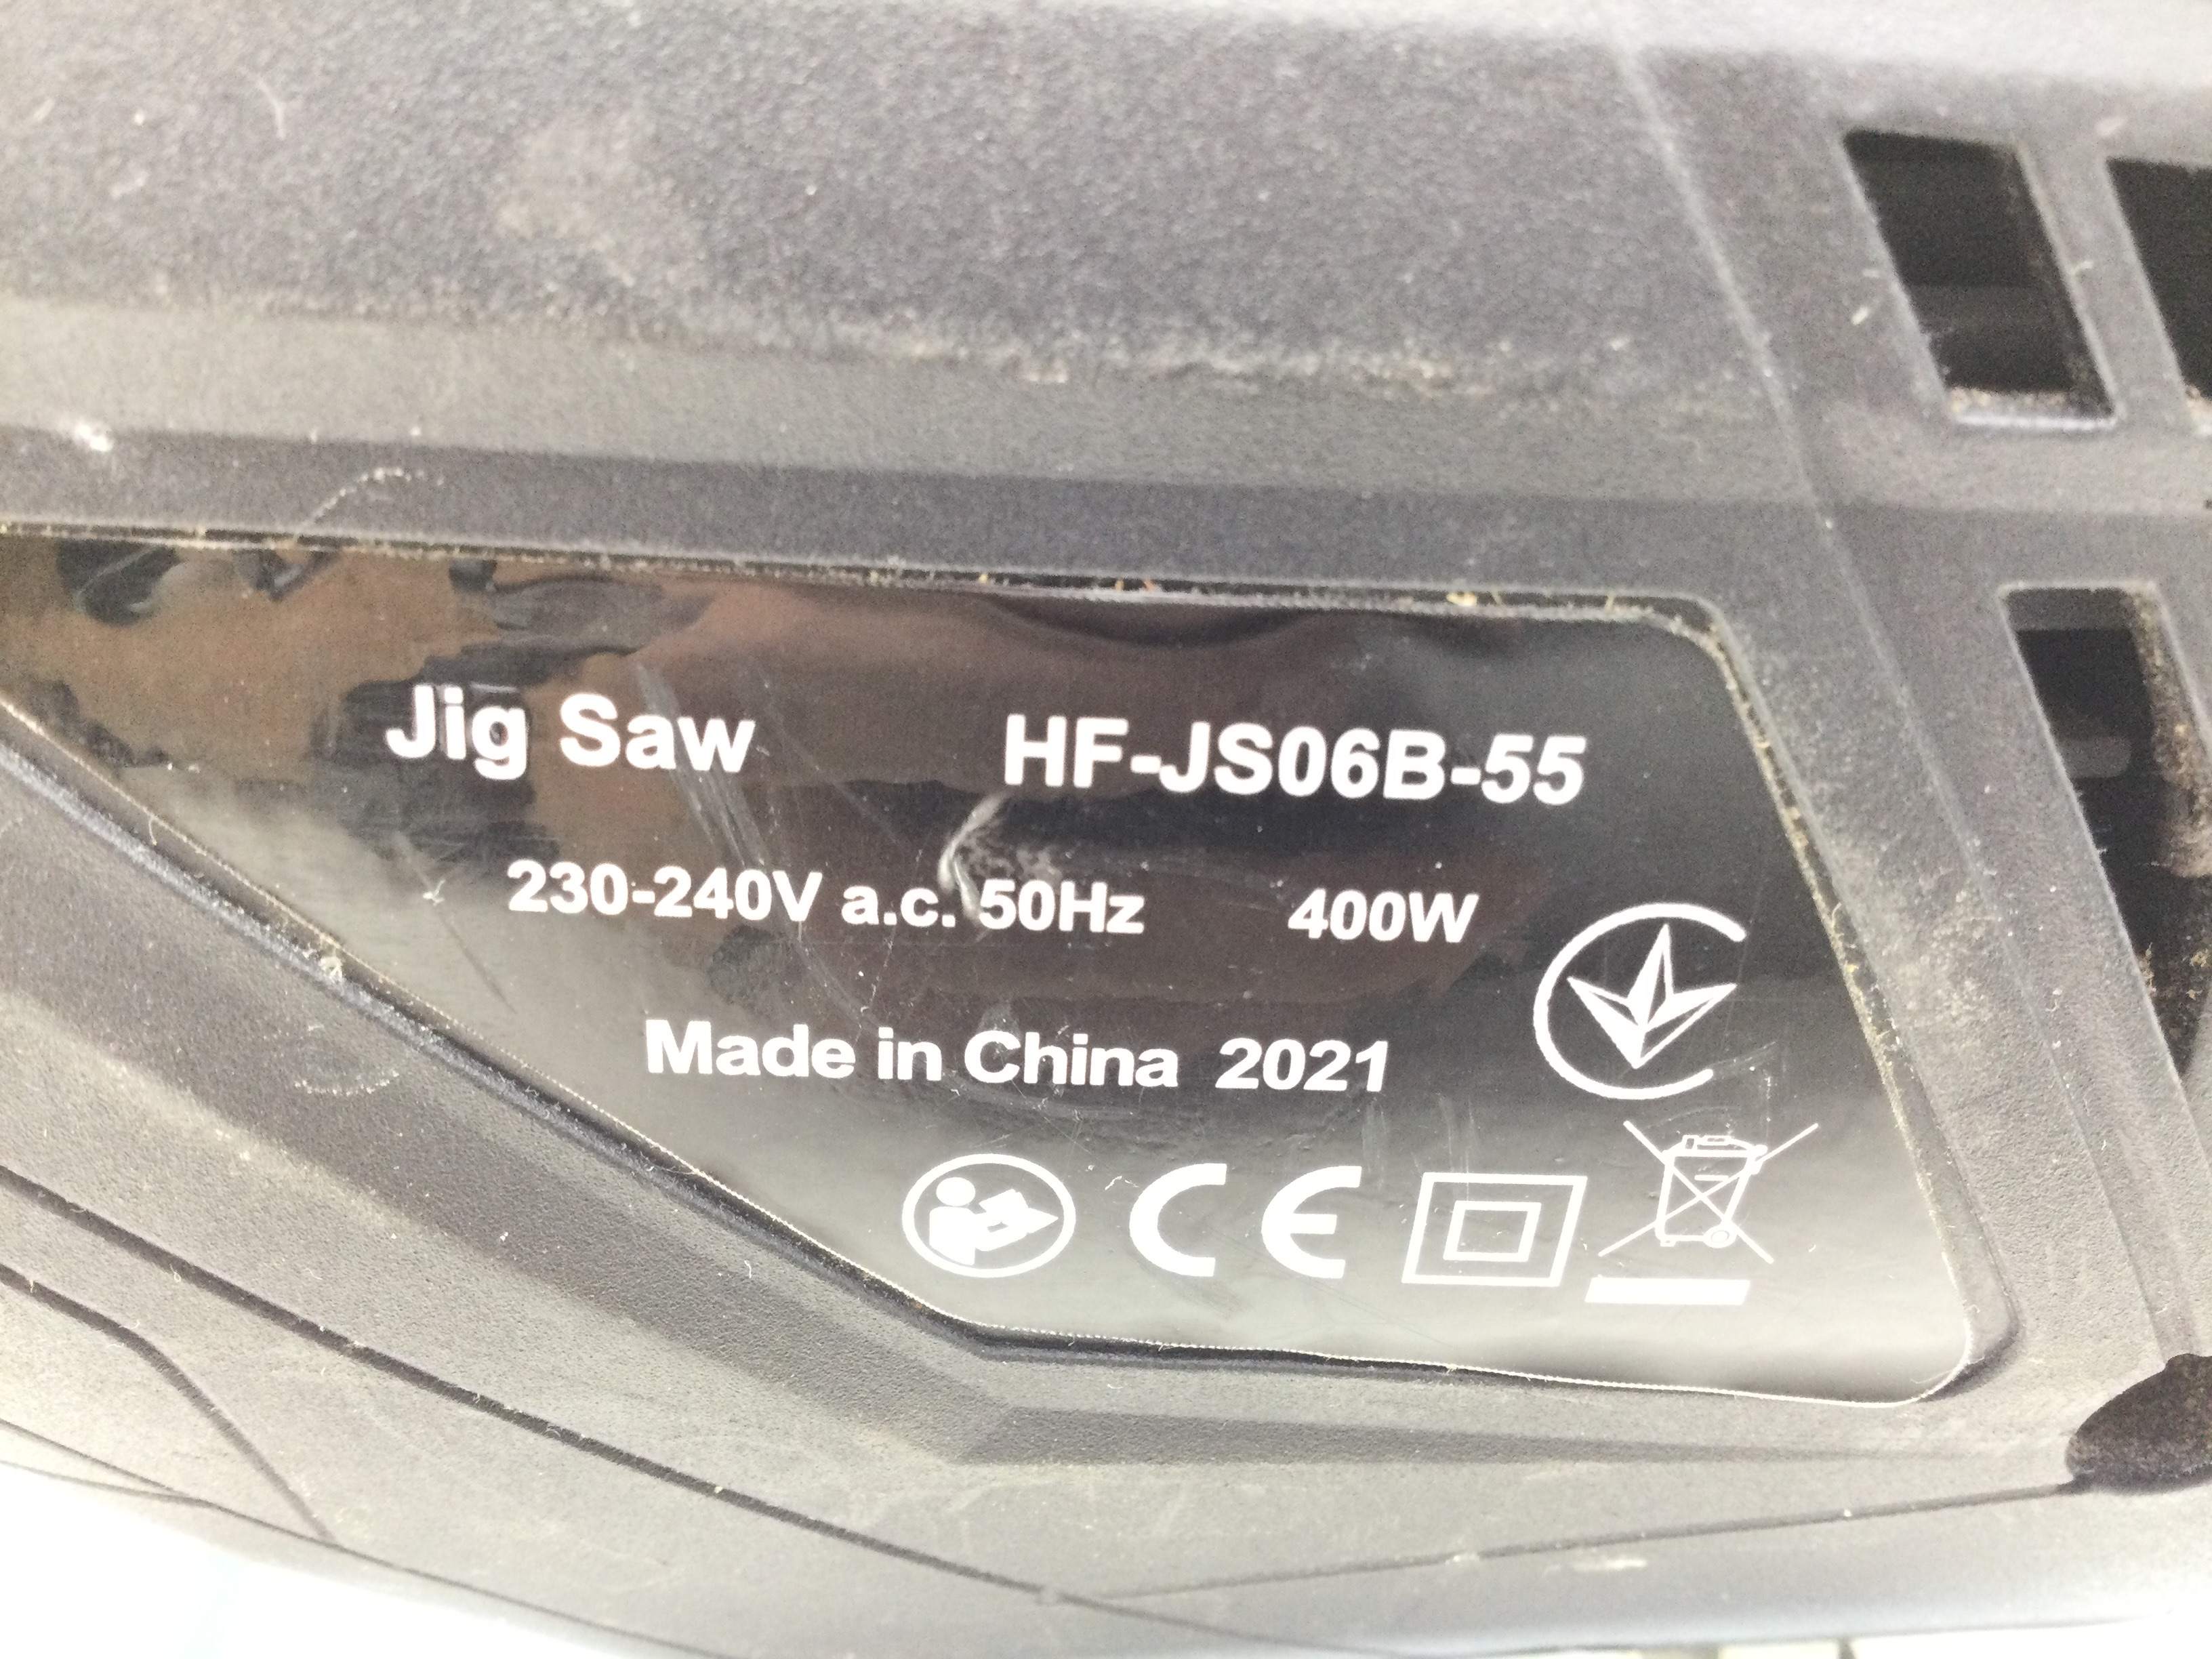 Jig Saw HF-JS06B-55
230-240V a.c. 50Hz 400W
Made in China 2021
CE